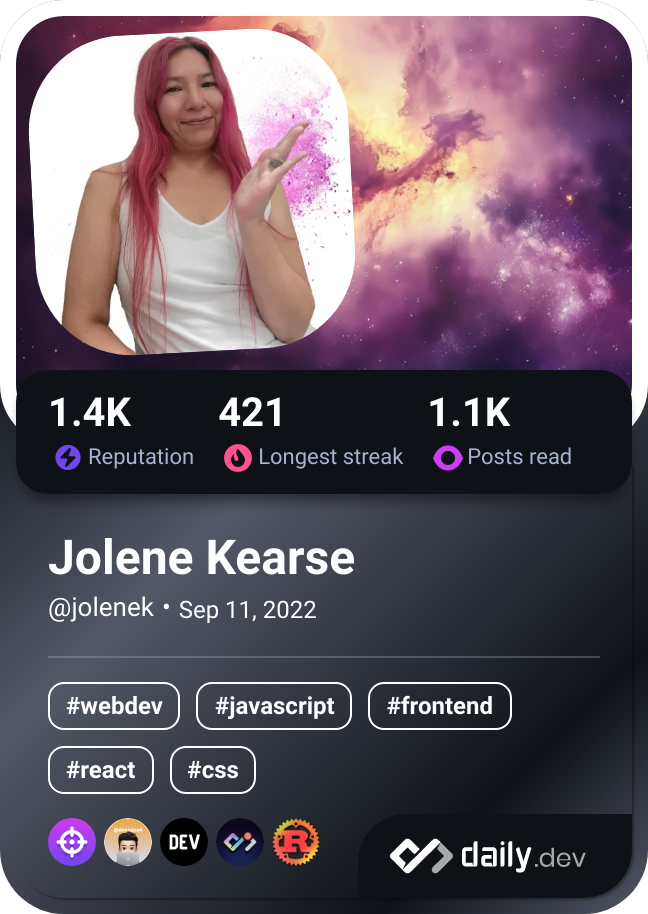 1.4K 421 1.1K
Reputation Longest streak Posts read
Jolene Kearse
@jolenek • Sep 11, 2022
#webdev #javascript #frontend
#react #css
DEV R
daily.dev